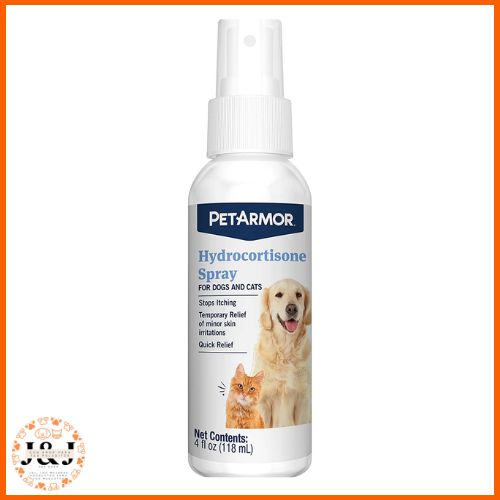 PETARMOR
Hydrocortisone
Spray
FOR DOGS AND CATS
Stops Itching
Temporary Relief
of minor skin
irritations
Quick Relief
Net Contents:
4 fl oz (118 mL)
J&J